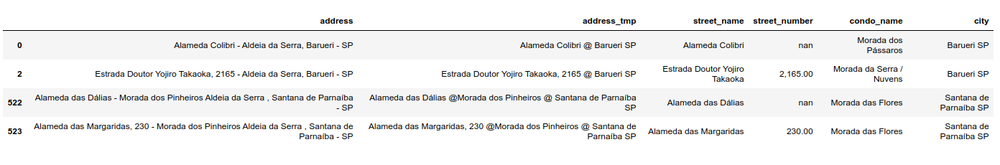 address address_tmp street_name street_number condo_name city
0 Alameda Colibri - Aldeia da Serra, Barueri - SP Alameda Colibri @ Barueri SP Alameda Colibri nan Morada dos Pássaros Barueri SP
2 Estrada Doutor Yojiro Takaoka, 2165 - Aldeia da Serra, Barueri - SP Estrada Doutor Yojiro Takaoka, 2165 @ Barueri SP Estrada Doutor Yojiro Takaoka 2,165.00 Morada da Serra / Nuvens Barueri SP
522 Alameda das Dálias - Morada dos Pinheiros Aldeia da Serra , Santana de Parnaíba - SP Alameda das Dálias @Morada dos Pinheiros @ Santana de Parnaíba SP Alameda das Dálias nan Morada das Flores Santana de Parnaíba SP
523 Alameda das Margaridas, 230 - Morada dos Pinheiros Aldeia da Serra , Santana de Parnaíba - SP Alameda das Margaridas, 230 @Morada dos Pinheiros @ Santana de Parnaíba SP Alameda das Margaridas 230.00 Morada das Flores Santana de Parnaíba SP